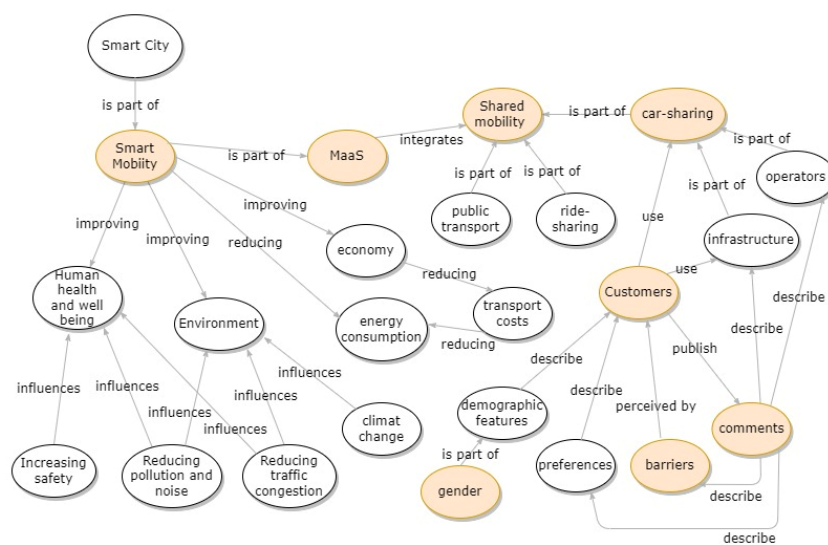 Smart City
is part of
Smart
Mobiity
is part of
MaaS
integrates
Shared
mobility
is part of
car-sharing
is part of
operators
is part of
is part of
is part of
public
transport
ride-
sharing
infrastructure
improving
improving
improving
reducing
economy
reducing
use
use
Customers
describe
Human
health
and well
being
Environment
energy
consumption
reducing
transport
costs
describe
publish
influences
influences
influences
influences
influences
describe
describe
perceived by
climat
change
demographic
features
comments
is part of
Increasing
safety
Reducing
pollution and
noise
Reducing
traffic
congestion
gender
preferences
barriers
describe
describe